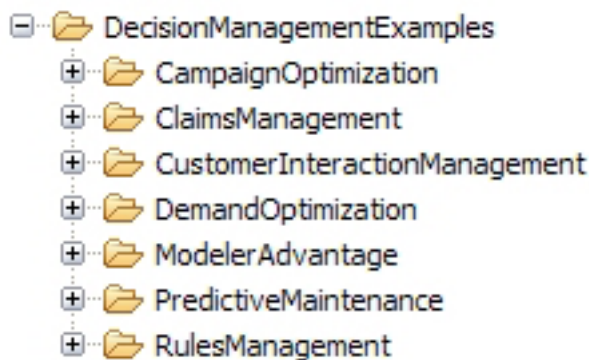 DecisionManagementExamples
CampaignOptimization
ClaimsManagement
CustomerInteractionManagement
DemandOptimization
ModelerAdvantage
PredictiveMaintenance
RulesManagement